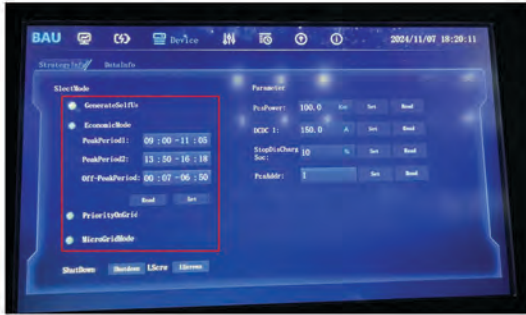 BAU Device 2024/11/07 18:20:11
StrategyInfo DataInfo
SlectMode Parameter
GenerateSelfUs PcsPower: 100.0 Kw Set Read
EconomicMode DCDC 1: 150.0 A Set Read
PeakPeriod1: 09 : 00 - 11 : 05
PeakPeriod2: 13 : 50 - 16 : 18 StopDisCharg Soc: 10 % Set Read
Off-PeakPeriod: 00 : 07 - 06 : 50 PcsAddr: 1 Set Read
Read Set
PriorityOnGrid
MicroGridMode
ShutDown Shutdown LScre LScreen